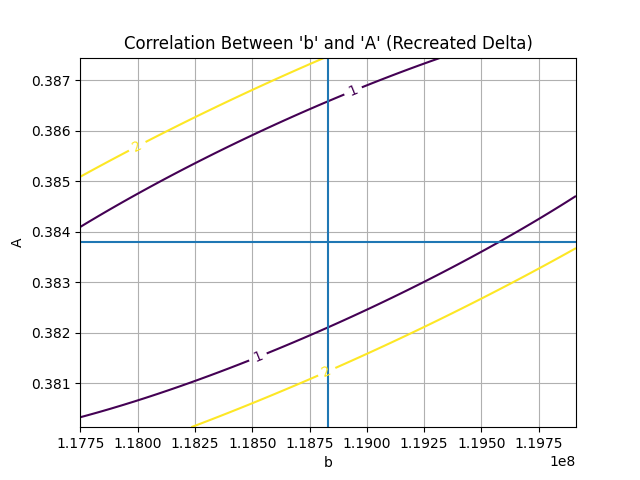 Correlation Between 'b' and 'A' (Recreated Delta)
0.387
0.386
0.385
0.384
0.383
0.382
0.381
A
1
2
1
2
1.1775 1.1800 1.1825 1.1850 1.1875 1.1900 1.1925 1.1950 1.1975
b
1e8